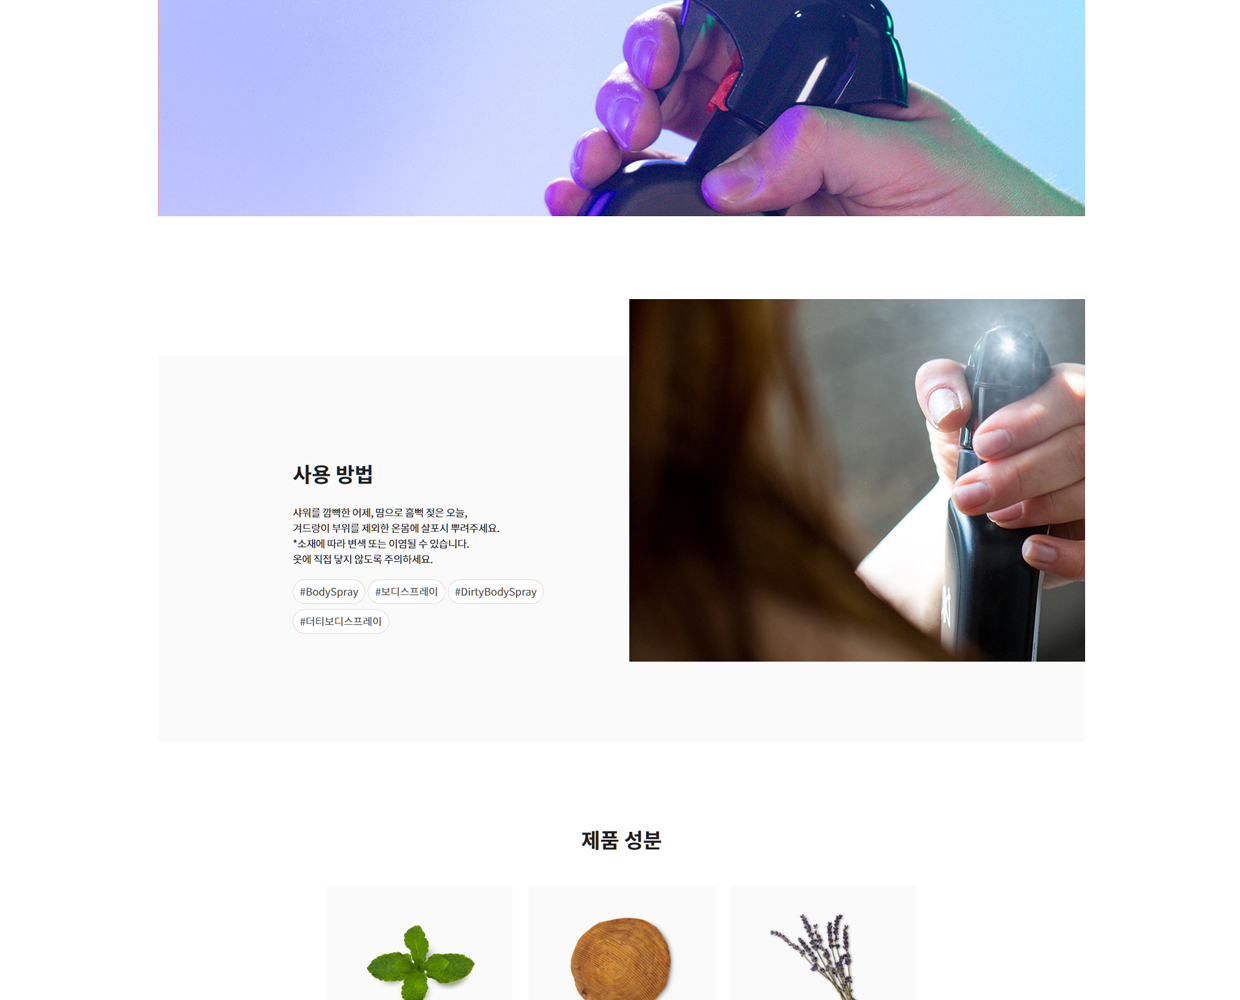 사용 방법
샤워를 깜빡한 어제, 땀으로 흠뻑 젖은 오늘,
겨드랑이 부위를 제외한 온몸에 살포시 뿌려주세요.
*소재에 따라 변색 또는 이염될 수 있습니다.
옷에 직접 닿지 않도록 주의하세요.
#BodySpray #보디스프레이 #DirtyBodySpray
#더티보디스프레이
제품 성분